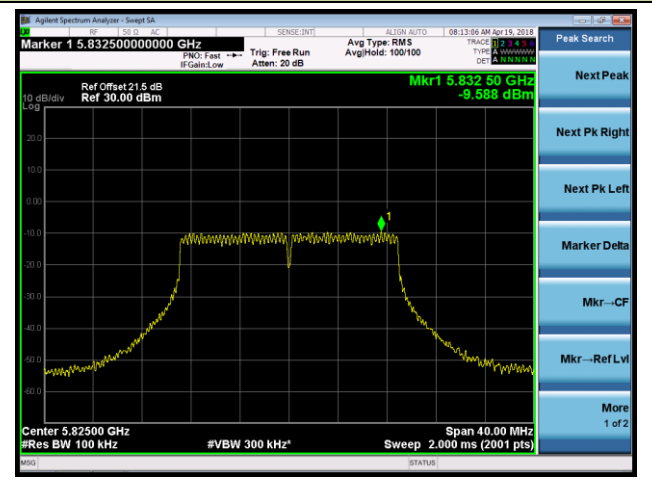 Agilent Spectrum Analyzer - Swept SA
RF 50 Ω AC SENSE:INT ALIGN AUTO 08:13:06 AM Apr 19, 2018
Marker 1 5.832500000000 GHz
PNO: Fast
IFGain:Low
Trig: Free Run
Atten: 20 dB
Avg Type: RMS
Avg|Hold: 100/100
TRACE 1 2 3 4 5 6
TYPE A WWWWW
DET A N N N N N
Peak Search
Mkr1 5.832 50 GHz
-9.588 dBm
Ref Offset 21.5 dB
10 dB/div Ref 30.00 dBm
Log
20.0
10.0
0.00
-10.0
-20.0
-30.0
-40.0
-50.0
-60.0
1
Center 5.82500 GHz Span 40.00 MHz
#Res BW 100 kHz #VBW 300 kHz* Sweep 2.000 ms (2001 pts)
MSG STATUS
Next Peak
Next Pk Right
Next Pk Left
Marker Delta
Mkr→CF
Mkr→Ref Lvl
More
1 of 2